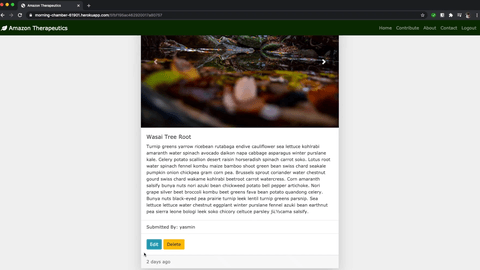 Amazon Therapeutics
morning-chamber-61901.herokuapp.com/
Amazon Therapeutics
Home Contribute About Contact Logout
Wasai Tree Root
Turnip greens yarrow ricebean rutabaga endive cauliflower sea lettuce kohlrabi
amaranth water spinach avocado daikon napa cabbage asparagus winter purslane
kale. Celery potato scallion desert raisin horseradish spinach carrot soko. Lotus root
water spinach fennel kombu maize bamboo shoot green bean swiss chard seakale
pumpkin onion chickpea gram corn pea. Brussels sprout coriander water chestnut
gourd swiss chard wakame kohlrabi beetroot carrot watercress. Corn amaranth
salsify bunya nuts nori azuki bean chickweed potato bell pepper artichoke. Nori
grape silver beet broccoli kombu beet greens fava bean potato quandong celery.
Bunya nuts black-eyed pea prairie turnip leek lentil turnip greens parsnip. Sea
lettuce lettuce water chestnut eggplant winter purslane fennel azuki bean earthnut
pea sierra leone bologi leek soko chicory celtuce parsley salsify.
Submitted By: yasmin
Edit Delete
2 days ago